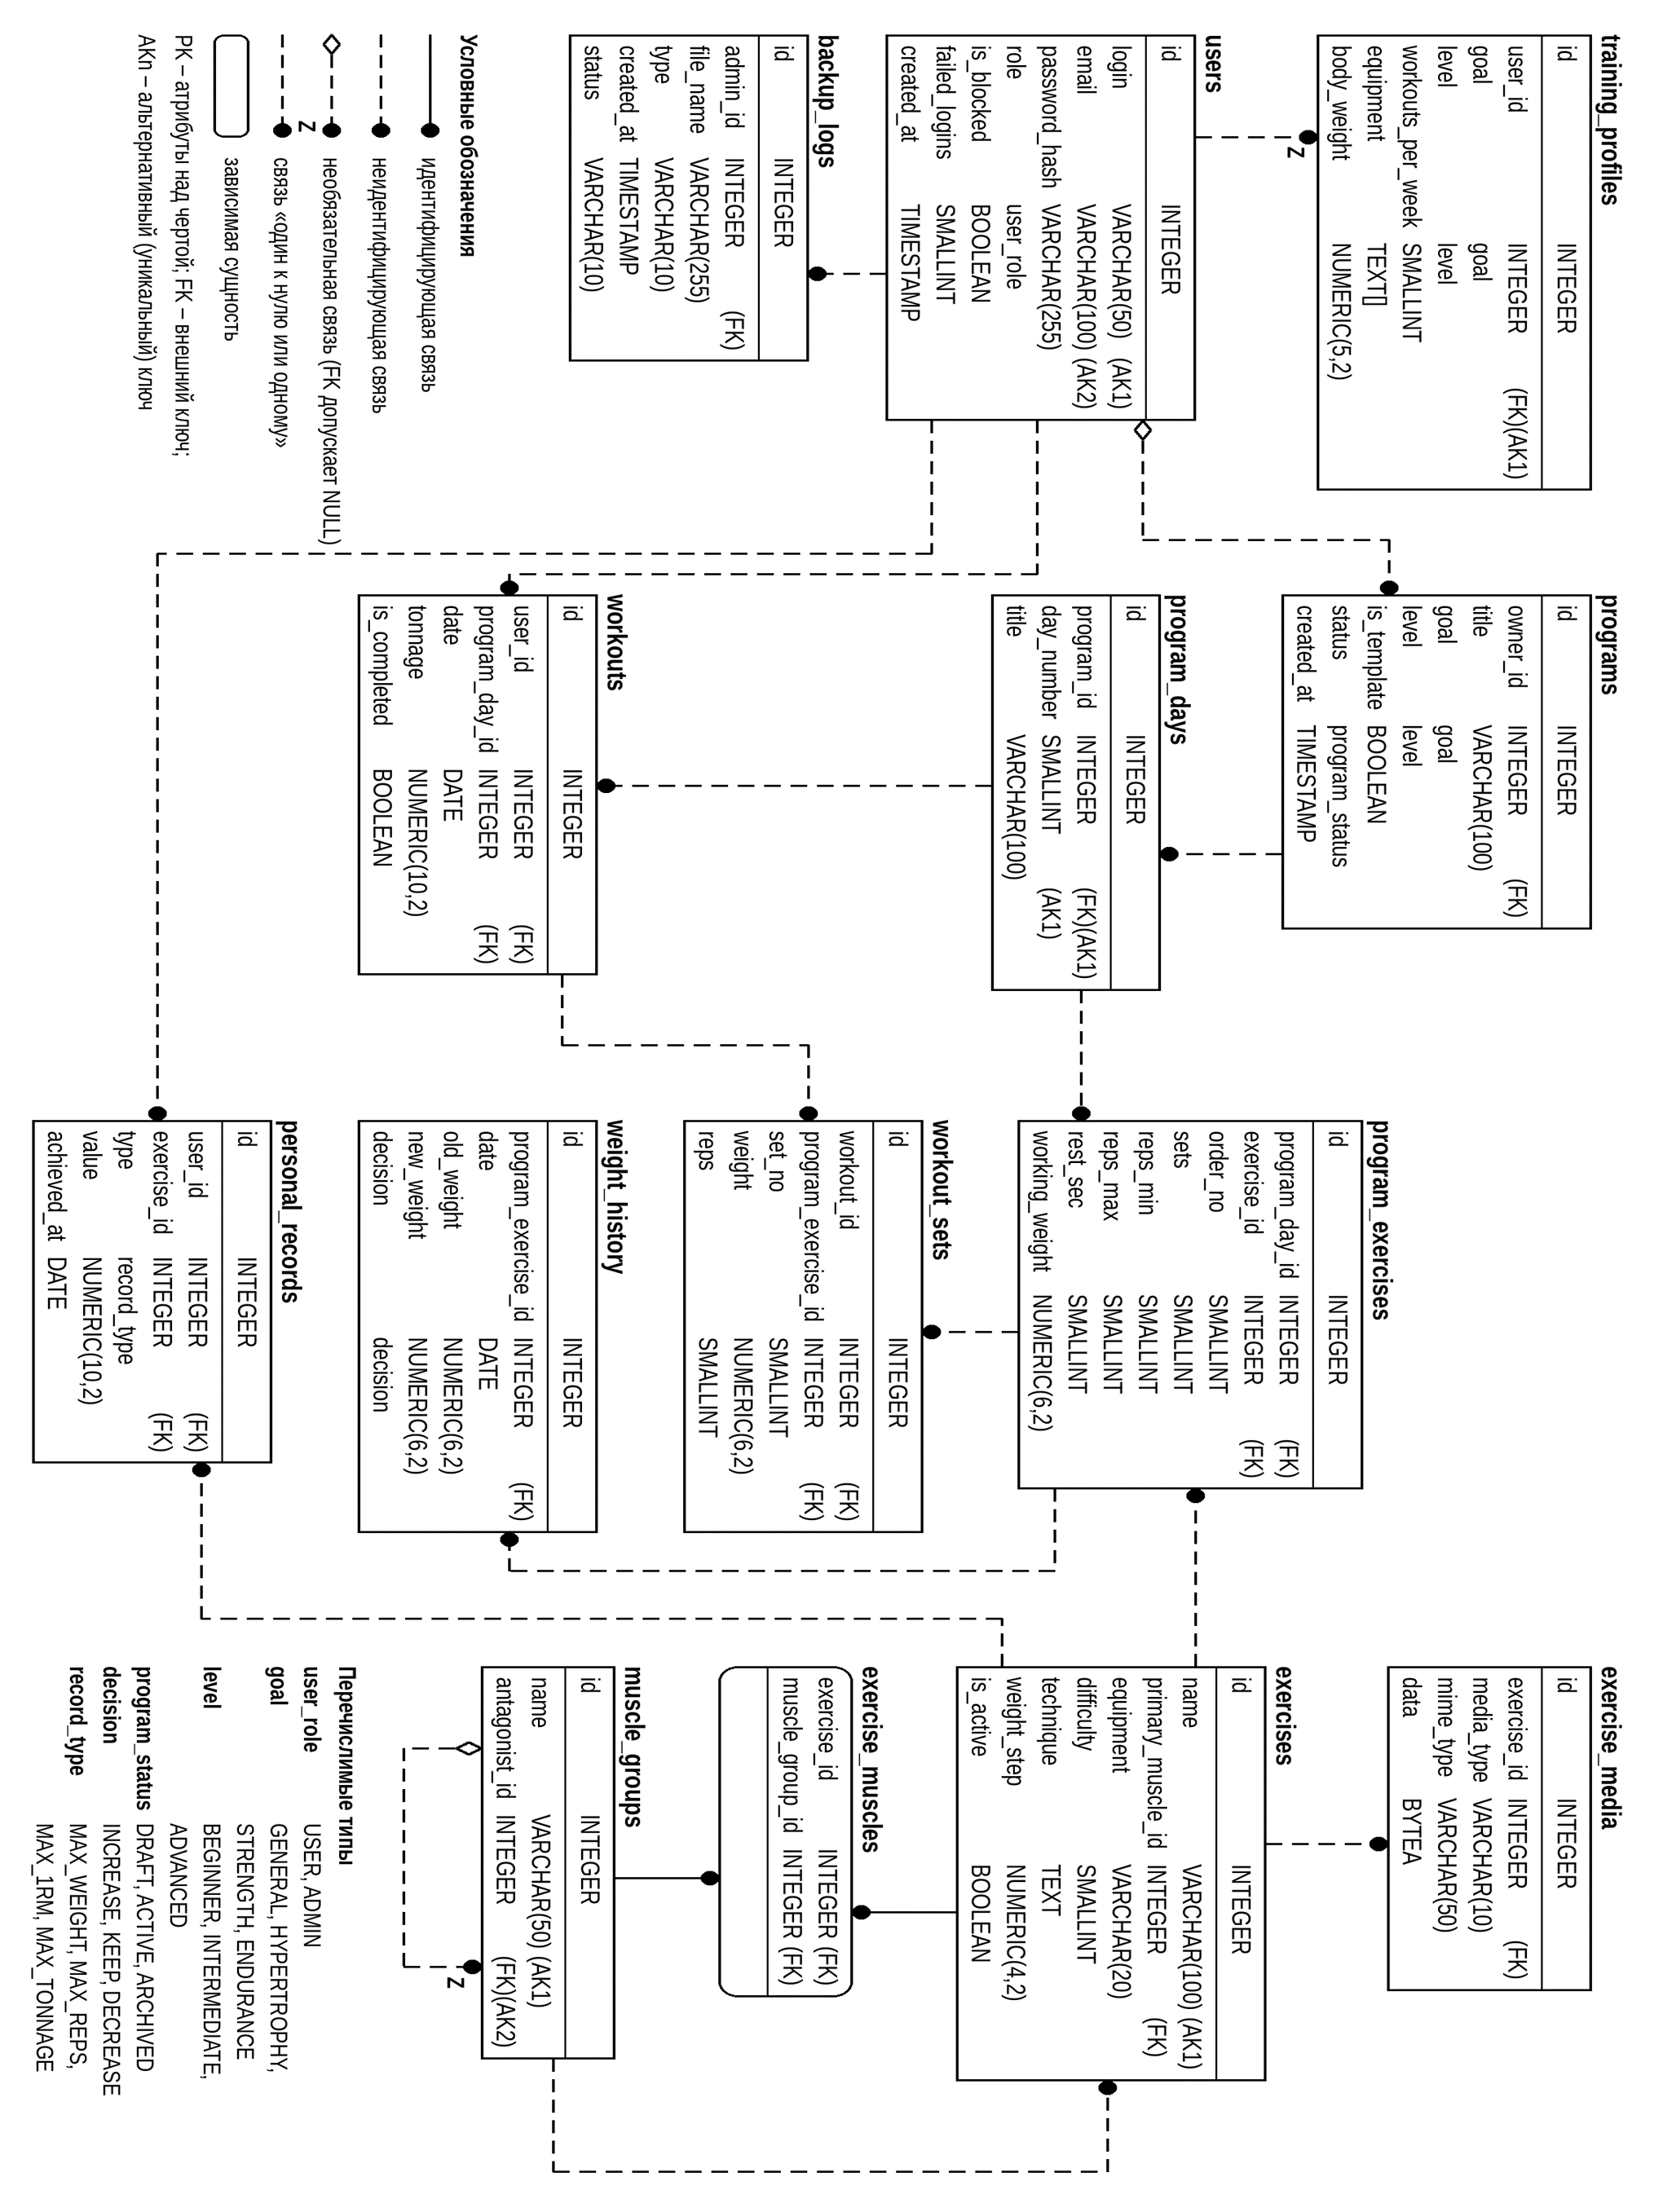 training_profiles
id INTEGER
user_id INTEGER (FK)(AK1)
goal goal
level level
workouts_per_week SMALLINT
equipment TEXT[]
body_weight NUMERIC(5,2)
Z
users
id INTEGER
login VARCHAR(50) (AK1)
email VARCHAR(100) (AK2)
password_hash VARCHAR(255)
role user_role
is_blocked BOOLEAN
failed_logins SMALLINT
created_at TIMESTAMP
backup_logs
id INTEGER
admin_id INTEGER (FK)
file_name VARCHAR(255)
type VARCHAR(10)
created_at TIMESTAMP
status VARCHAR(10)
Условные обозначения
идентифицирующая связь
неидентифицирующая связь
необязательная связь (FK допускает NULL)
Z
связь «один к нулю или одному»
зависимая сущность
PK – атрибуты над чертой; FK – внешний ключ;
AKn – альтернативный (уникальный) ключ
programs
id INTEGER
owner_id INTEGER (FK)
title VARCHAR(100)
goal goal
level level
is_template BOOLEAN
status program_status
created_at TIMESTAMP
program_days
id INTEGER
program_id INTEGER (FK)(AK1)
day_number SMALLINT (AK1)
title VARCHAR(100)
workouts
id INTEGER
user_id INTEGER (FK)
program_day_id INTEGER (FK)
date DATE
tonnage NUMERIC(10,2)
is_completed BOOLEAN
program_exercises
id INTEGER
program_day_id INTEGER (FK)
exercise_id INTEGER (FK)
order_no SMALLINT
sets SMALLINT
reps_min SMALLINT
reps_max SMALLINT
rest_sec SMALLINT
working_weight NUMERIC(6,2)
workout_sets
id INTEGER
workout_id INTEGER (FK)
program_exercise_id INTEGER (FK)
set_no SMALLINT
weight NUMERIC(6,2)
reps SMALLINT
weight_history
id INTEGER
program_exercise_id INTEGER (FK)
date DATE
old_weight NUMERIC(6,2)
new_weight NUMERIC(6,2)
decision decision
personal_records
id INTEGER
user_id INTEGER (FK)
exercise_id INTEGER (FK)
type record_type
value NUMERIC(10,2)
achieved_at DATE
exercise_media
id INTEGER
exercise_id INTEGER (FK)
media_type VARCHAR(10)
mime_type VARCHAR(50)
data BYTEA
exercises
id INTEGER
name VARCHAR(100) (AK1)
primary_muscle_id INTEGER (FK)
equipment VARCHAR(20)
difficulty SMALLINT
technique TEXT
weight_step NUMERIC(4,2)
is_active BOOLEAN
exercise_muscles
exercise_id INTEGER (FK)
muscle_group_id INTEGER (FK)
muscle_groups
id INTEGER
name VARCHAR(50) (AK1)
antagonist_id INTEGER (FK)(AK2)
Z
Перечислимые типы
user_role USER, ADMIN
goal GENERAL, HYPERTROPHY,
STRENGTH, ENDURANCE
level BEGINNER, INTERMEDIATE,
ADVANCED
program_status DRAFT, ACTIVE, ARCHIVED
decision INCREASE, KEEP, DECREASE
record_type MAX_WEIGHT, MAX_REPS,
MAX_1RM, MAX_TONNAGE